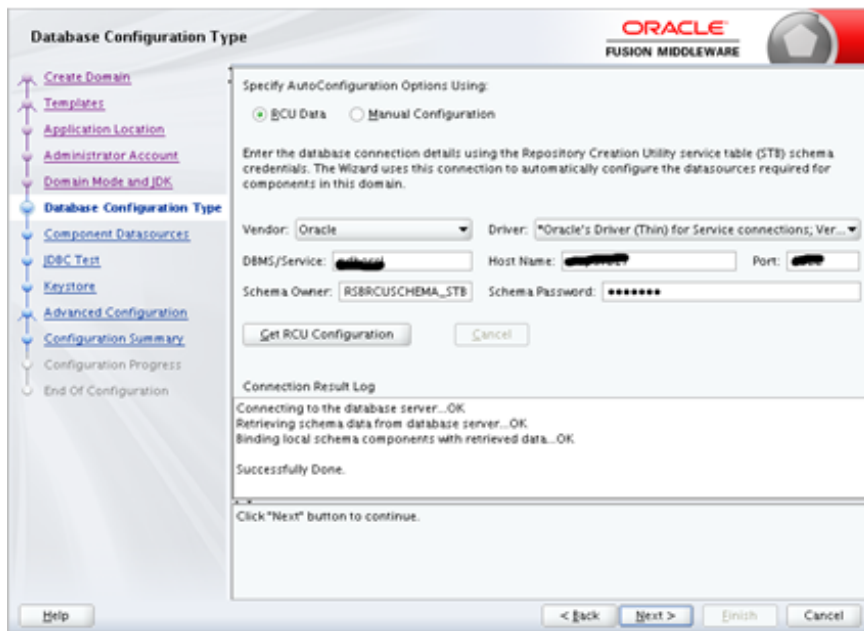 Database Configuration Type
ORACLE
FUSION MIDDLEWARE
Create Domain
Templates
Application Location
Administrator Account
Domain Mode and JDK
Database Configuration Type
Component Datasources
JDBC Test
Keystore
Advanced Configuration
Configuration Summary
Configuration Progress
End Of Configuration
Specify AutoConfiguration Options Using:
RCU Data Manual Configuration
Enter the database connection details using the Repository Creation Utility service table (STB) schema
credentials. The Wizard uses this connection to automatically configure the datasources required for
components in this domain.
Vendor: Oracle Driver: *Oracle's Driver (Thin) for Service connections; Ver...
DBMS/Service: Host Name: Port:
Schema Owner: RSBRCUSCHEMA_STB Schema Password: •••••••
Get RCU Configuration Cancel
Connection Result Log
Connecting to the database server...OK
Retrieving schema data from database server...OK
Binding local schema components with retrieved data...OK
Successfully Done.
Click "Next" button to continue.
Help < Back Next > Finish Cancel